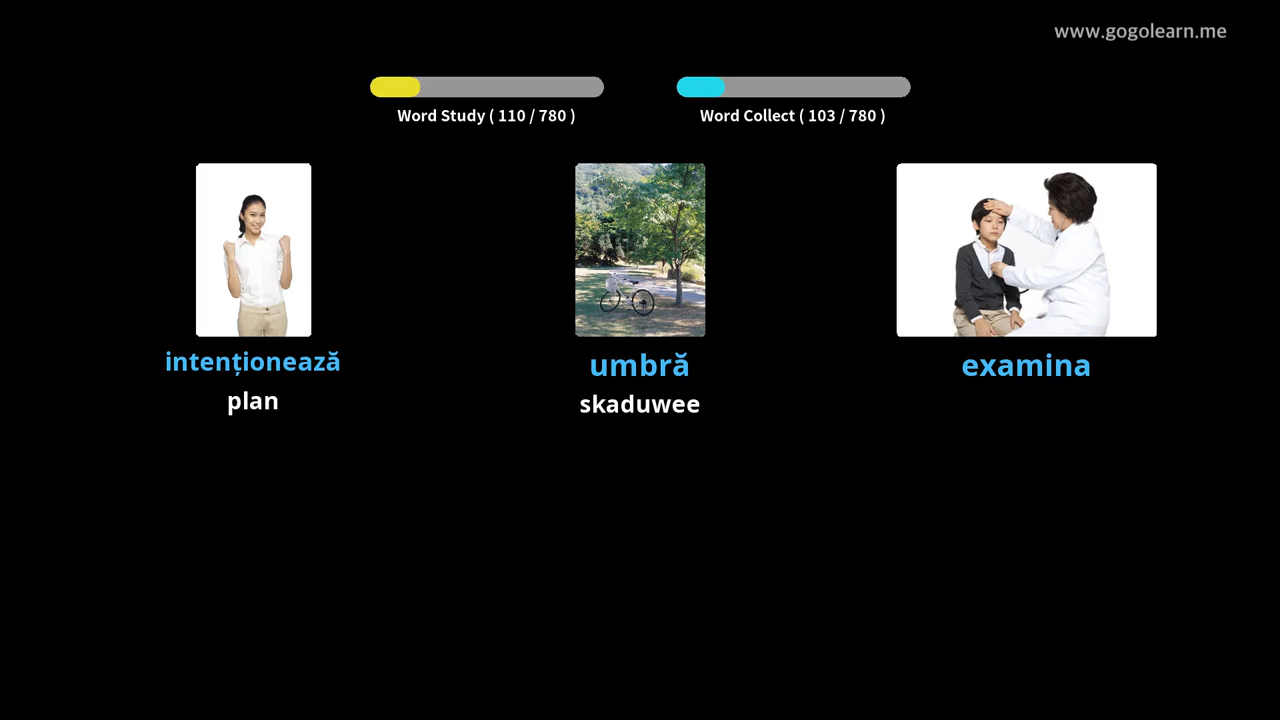 www.gogolearn.me
Word Study ( 110 / 780 )
Word Collect ( 103 / 780 )
intenționează
plan
umbră
skaduwee
examina